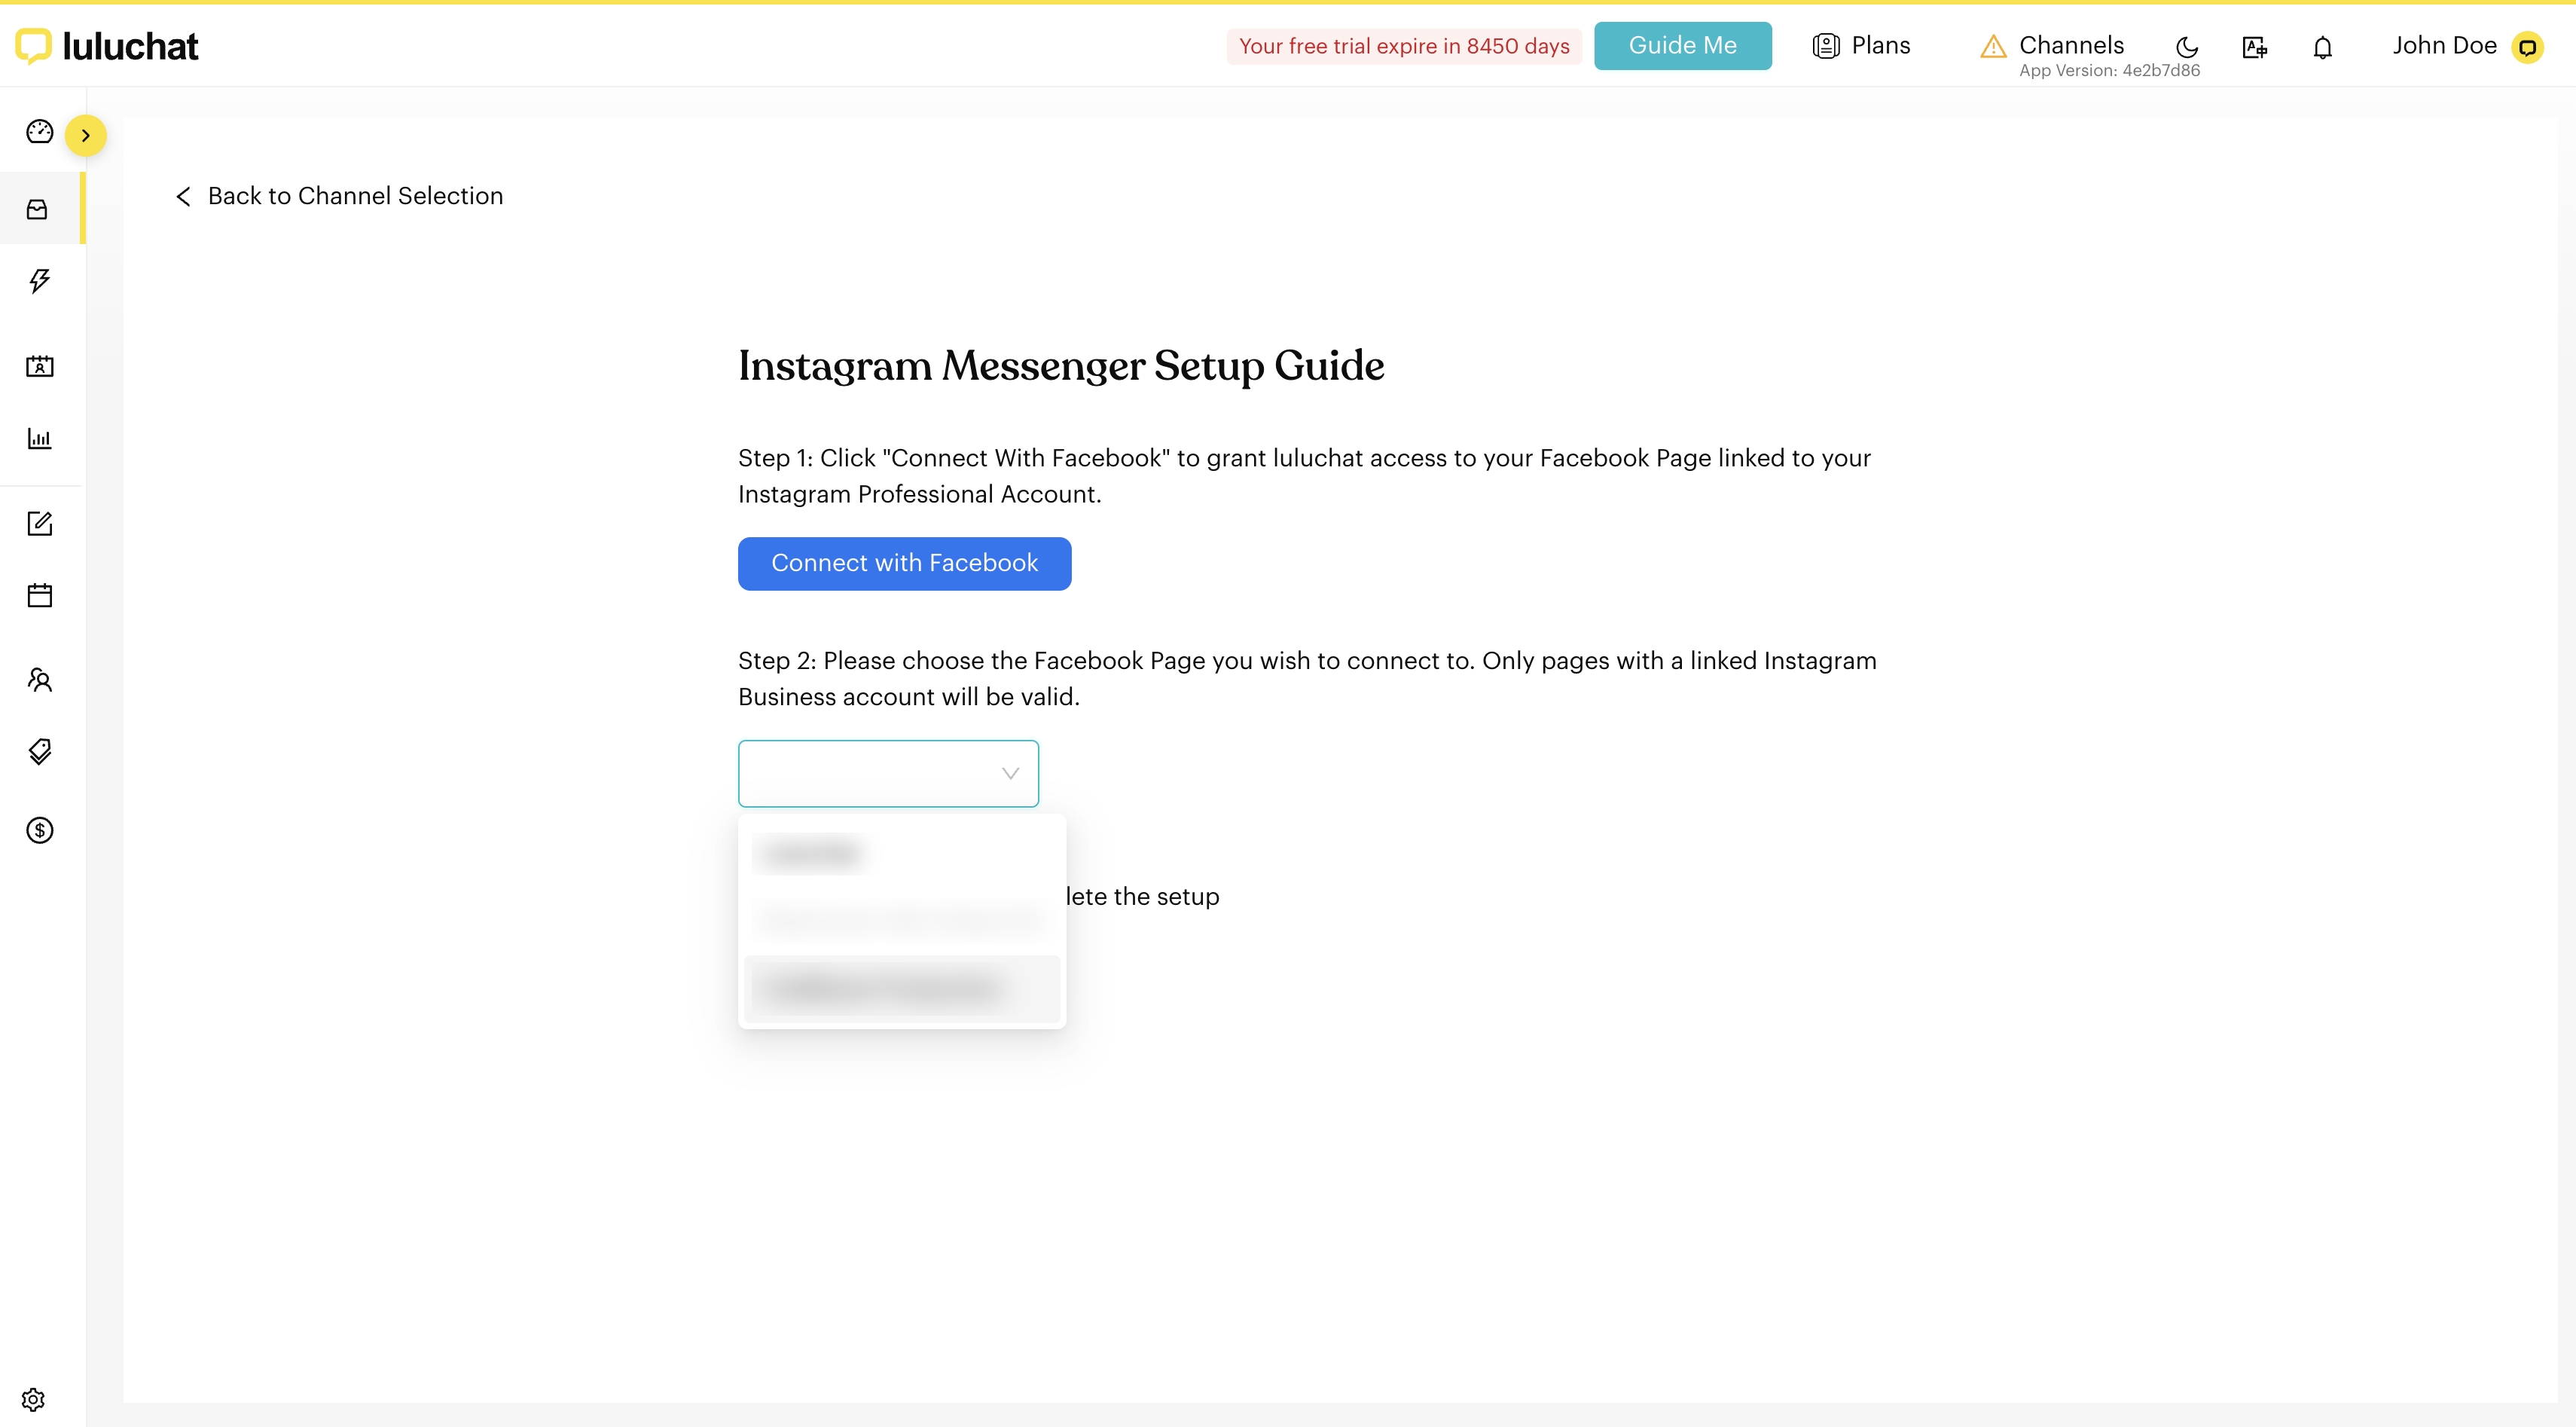 luluchat
Your free trial expire in 8450 days
Guide Me
Plans
Channels
App Version: 4e2b7d86
John Doe
Back to Channel Selection
Instagram Messenger Setup Guide
Step 1: Click "Connect With Facebook" to grant luluchat access to your Facebook Page linked to your
Instagram Professional Account.
Connect with Facebook
Step 2: Please choose the Facebook Page you wish to connect to. Only pages with a linked Instagram
Business account will be valid.
the setup